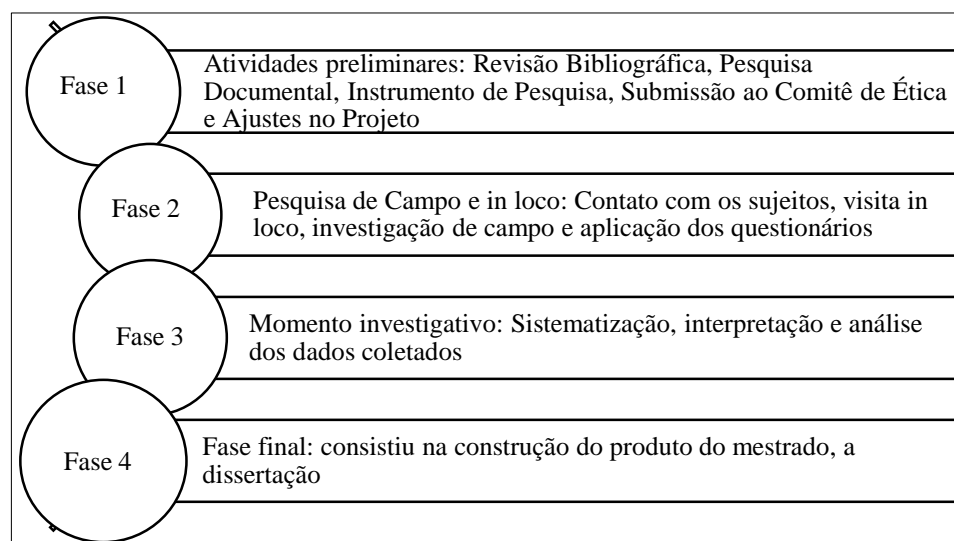 Fase 1
Atividades preliminares: Revisão Bibliográfica, Pesquisa
Documental, Instrumento de Pesquisa, Submissão ao Comitê de Ética
e Ajustes no Projeto
Fase 2
Pesquisa de Campo e in loco: Contato com os sujeitos, visita in
loco, investigação de campo e aplicação dos questionários
Fase 3
Momento investigativo: Sistematização, interpretação e análise
dos dados coletados
Fase 4
Fase final: consistiu na construção do produto do mestrado, a
dissertação